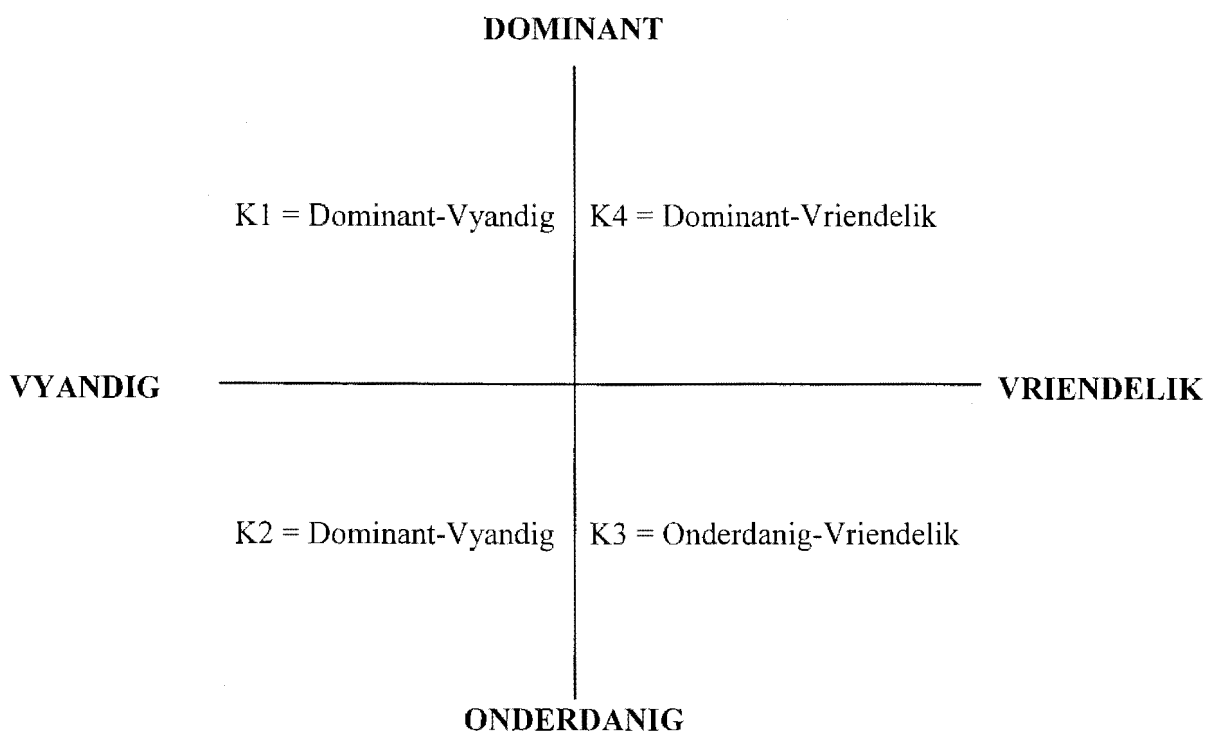 DOMINANT
K1 = Dominant-Vyandig K4 = Dominant-Vriendelik
VYANDIG VRIENDELIK
K2 = Dominant-Vyandig K3 = Onderdanig-Vriendelik
ONDERDANIG